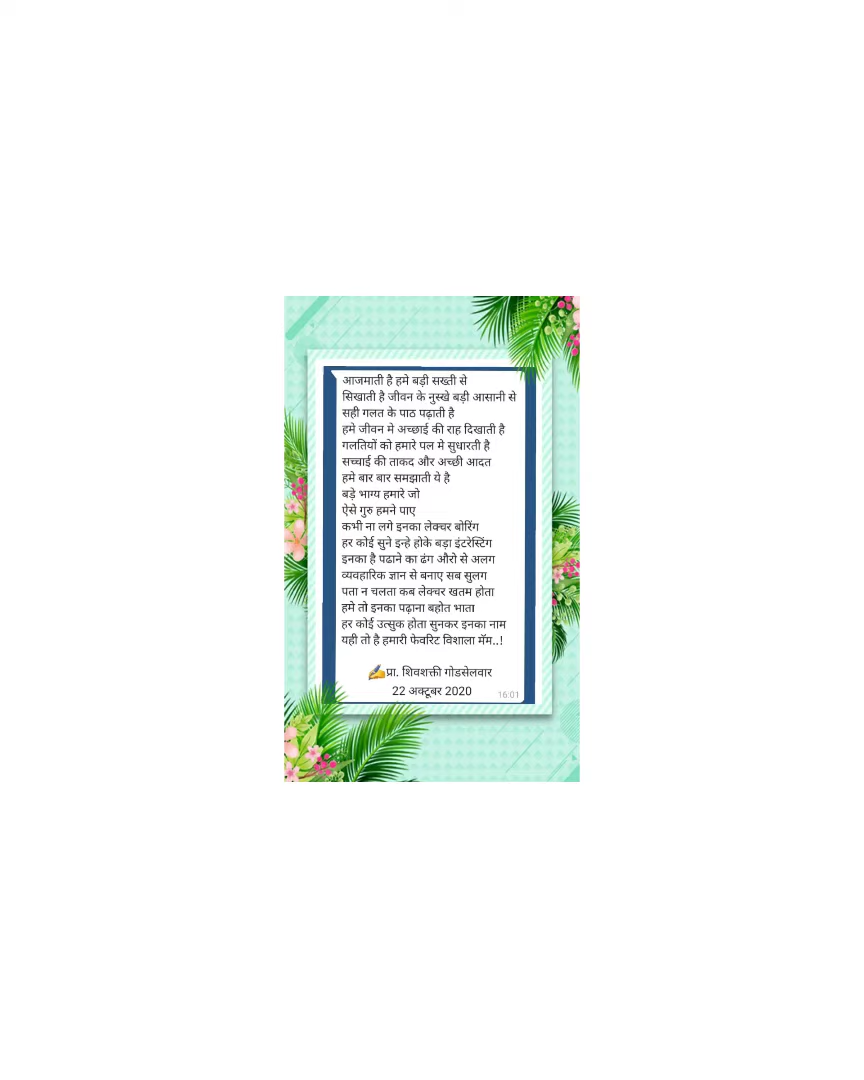 आजमाती है हमे बड़ी सख्ती से
सिखाती है जीवन के नुस्खे बड़ी आसानी से
सही गलत के पाठ पढ़ाती है
हमे जीवन मे अच्छाई की राह दिखाती है
गलतियों को हमारे पल मे सुधारती है
सच्चाई की ताकद और अच्छी आदत
हमे बार बार समझाती ये है
बड़े भाग्य हमारे जो
ऐसे गुरु हमने पाए
कभी ना लगे इनका लेक्चर बोरिंग
हर कोई सुने इन्हे होके बड़ा इंटरेस्टिंग
इनका है पढाने का ढंग औरो से अलग
व्यवहारिक ज्ञान से बनाए सब सुलग
पता न चलता कब लेक्चर खतम होता
हमे तो इनका पढ़ाना बहोत भाता
हर कोई उत्सुक होता सुनकर इनका नाम
यही तो है हमारी फेवरिट विशाला मॅम..!
✍️प्रा. शिवशक्ती गोडसेलवार
22 अक्टूबर 2020
16:01